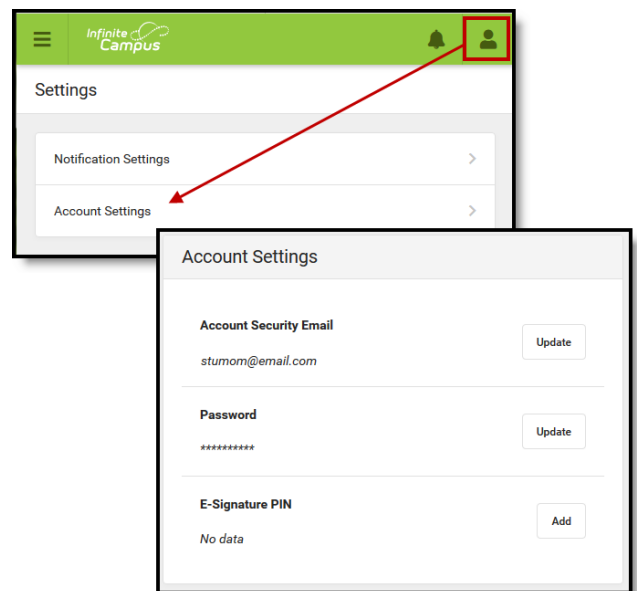 Infinite
Campus
Settings
Notification Settings
Account Settings
Account Settings
Account Security Email
Update
stumom@email.com
Password
Update
**********
E-Signature PIN
Add
No data